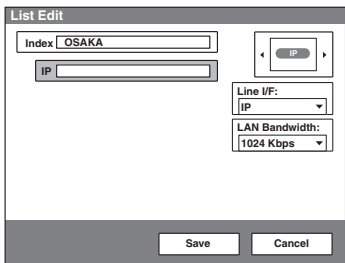 List Edit
Index OSAKA
IP
IP
Line I/F:
IP
LAN Bandwidth:
1024 Kbps
Save Cancel